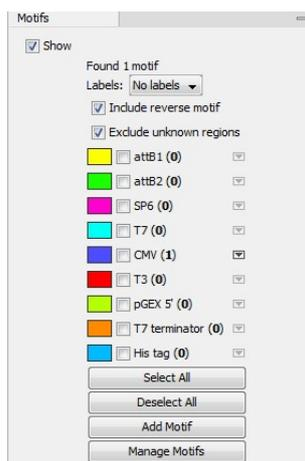 Motifs
Show
Found 1 motif
Labels: No labels
Include reverse motif
Exclude unknown regions
attB1 (0)
attB2 (0)
SP6 (0)
T7 (0)
CMV (1)
T3 (0)
pGEX 5' (0)
T7 terminator (0)
His tag (0)
Select All
Deselect All
Add Motif
Manage Motifs